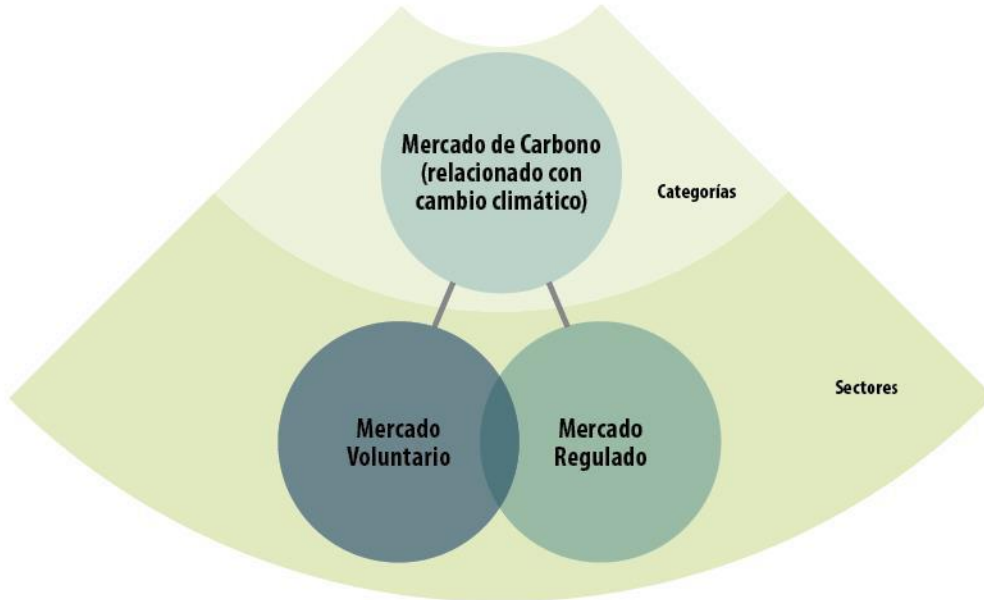 Mercado de Carbono
(relacionado con
cambio climático)
Categorías
Sectores
Mercado
Voluntario
Mercado
Regulado